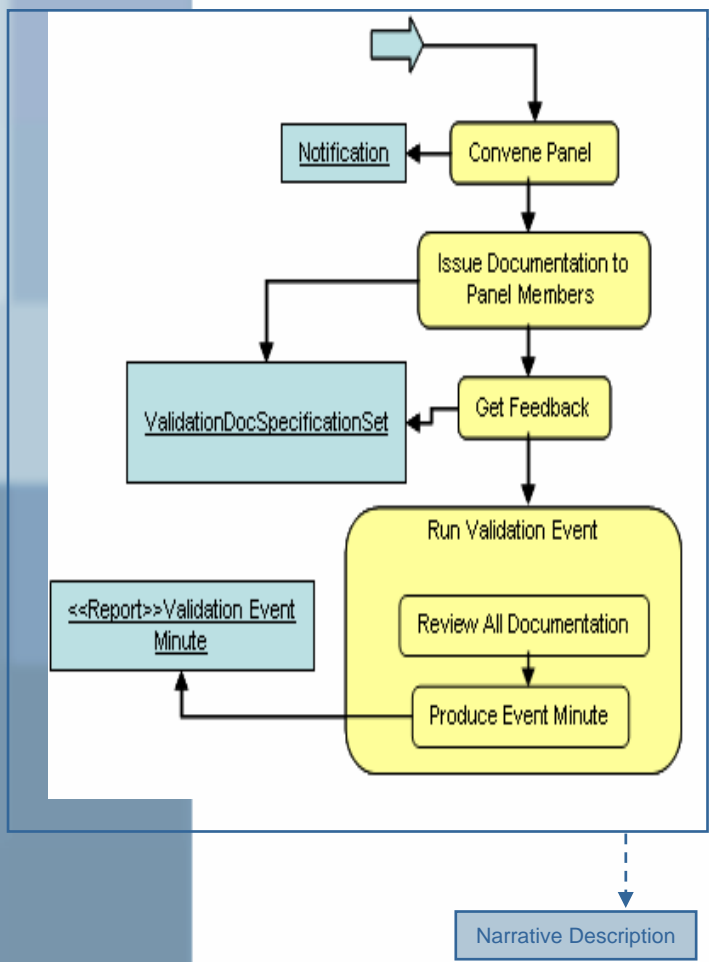 Notification
Convene Panel
Issue Documentation to
Panel Members
ValidationDocSpecificationSet
Get Feedback
Run Validation Event
<<Report>>Validation Event
Minute
Review All Documentation
Produce Event Minute
Narrative Description